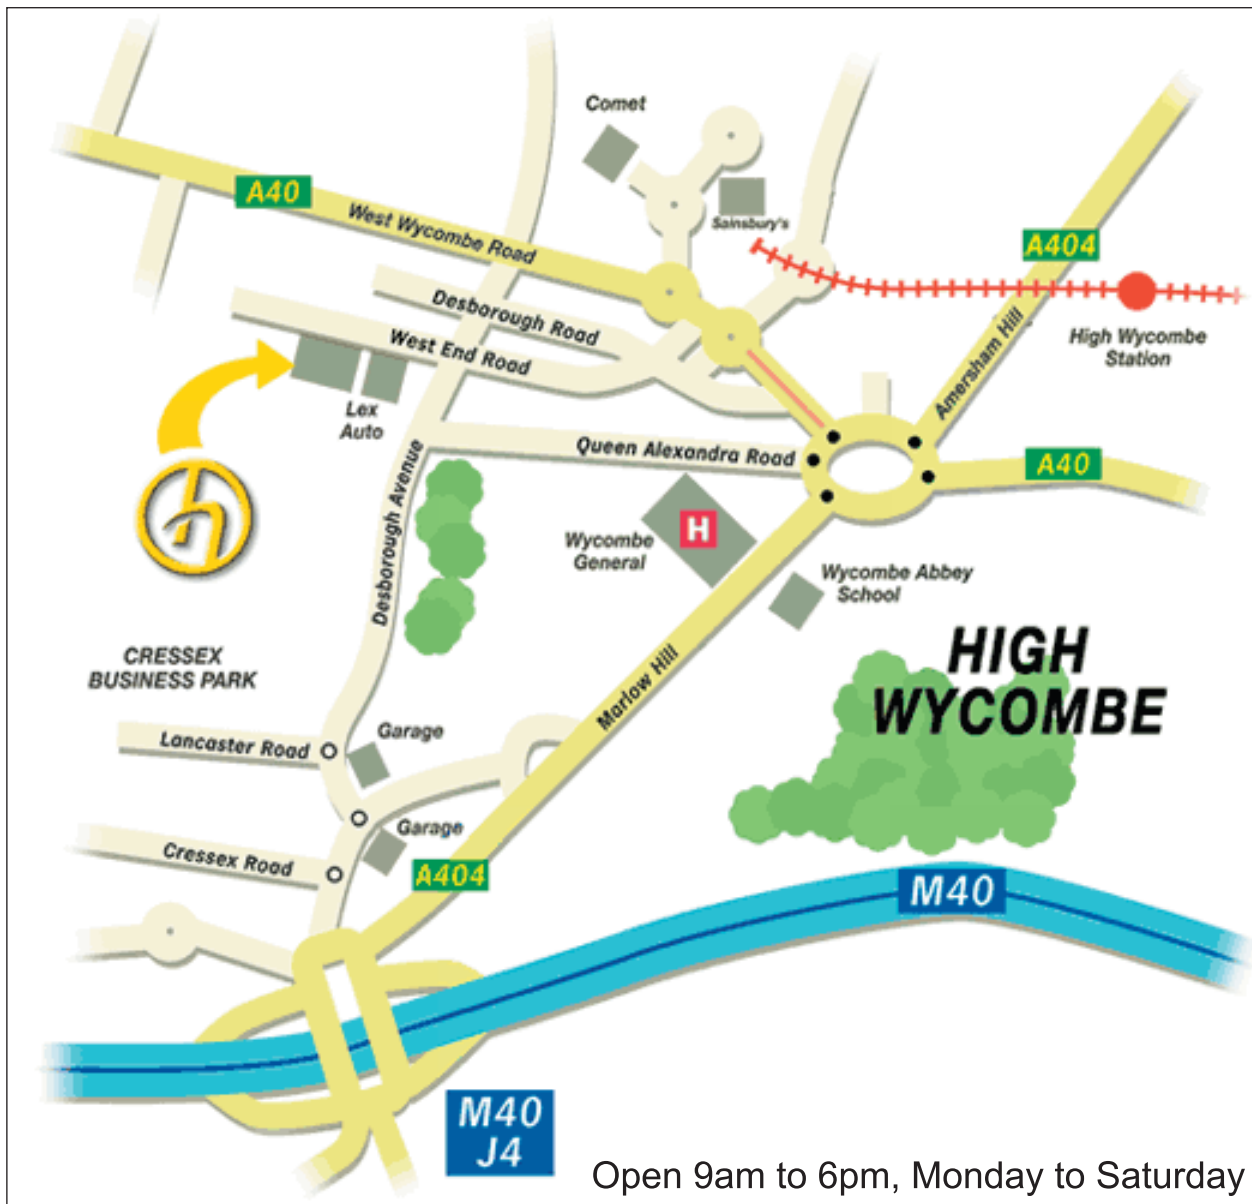 Comet
A40
West Wycombe Road
Sainsbury's
A404
Desborough Road
West End Road
High Wycombe
Station
Amersham Hill
Lex
Auto
Queen Alexandra Road
A40
h
Desborough Avenue
H
Wycombe
General
Wycombe Abbey
School
HIGH
WYCOMBE
CRESSEX
BUSINESS PARK
Marlow Hill
Lancaster Road
Garage
Garage
Cressex Road
A404
M40
M40
J4
Open 9am to 6pm, Monday to Saturday